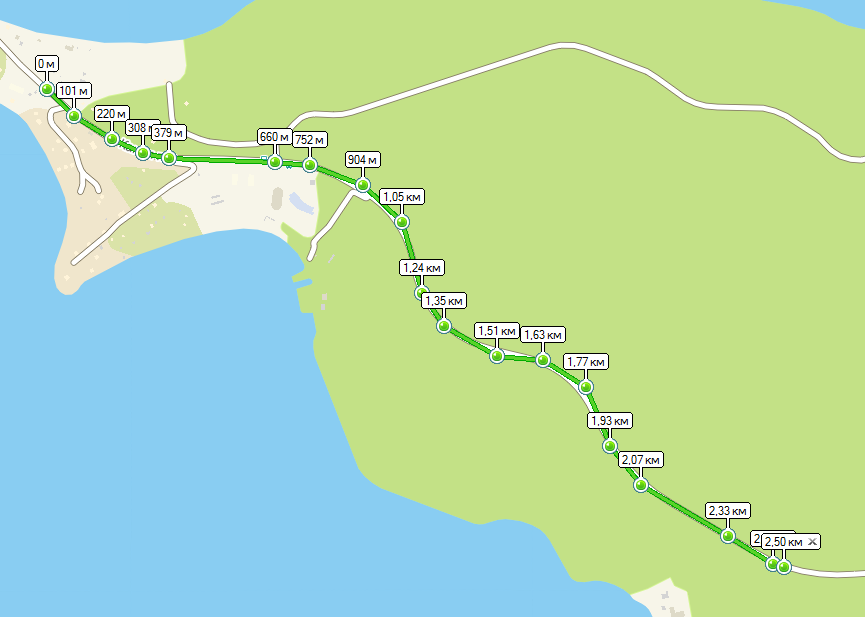 0 м
101 м
220 м
308
379 м
660 м
752 м
904 м
1,05 км
1,24 км
1,35 км
1,51 км
1,63 км
1,77 км
1,93 км
2,07 км
2,33 км
2,50 км